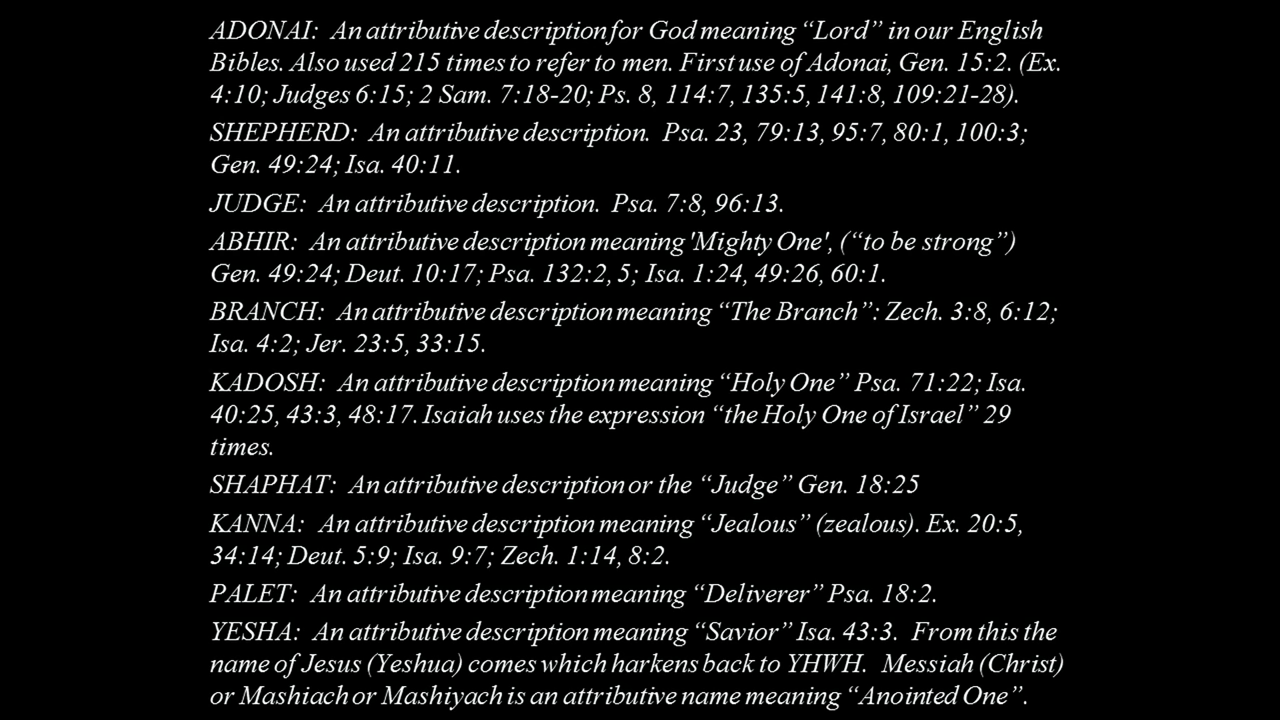 ADONAI:  An attributive description for God meaning “Lord” in our English
Bibles. Also used 215 times to refer to men. First use of Adonai, Gen. 15:2. (Ex.
4:10; Judges 6:15; 2 Sam. 7:18-20; Ps. 8, 114:7, 135:5, 141:8, 109:21-28).
SHEPHERD:  An attributive description.  Psa. 23, 79:13, 95:7, 80:1, 100:3;
Gen. 49:24; Isa. 40:11.
JUDGE:  An attributive description.  Psa. 7:8, 96:13.
ABHIR:  An attributive description meaning 'Mighty One', (“to be strong”)
Gen. 49:24; Deut. 10:17; Psa. 132:2, 5; Isa. 1:24, 49:26, 60:1.
BRANCH:  An attributive description meaning “The Branch”: Zech. 3:8, 6:12;
Isa. 4:2; Jer. 23:5, 33:15.
KADOSH:  An attributive description meaning “Holy One” Psa. 71:22; Isa.
40:25, 43:3, 48:17. Isaiah uses the expression “the Holy One of Israel” 29
times.
SHAPHAT:  An attributive description or the “Judge” Gen. 18:25
KANNA:  An attributive description meaning “Jealous” (zealous). Ex. 20:5,
34:14; Deut. 5:9; Isa. 9:7; Zech. 1:14, 8:2.
PALET:  An attributive description meaning “Deliverer” Psa. 18:2.
YESHA:  An attributive description meaning “Savior” Isa. 43:3.  From this the
name of Jesus (Yeshua) comes which harkens back to YHWH.  Messiah (Christ)
or Mashiach or Mashiyach is an attributive name meaning “Anointed One”.